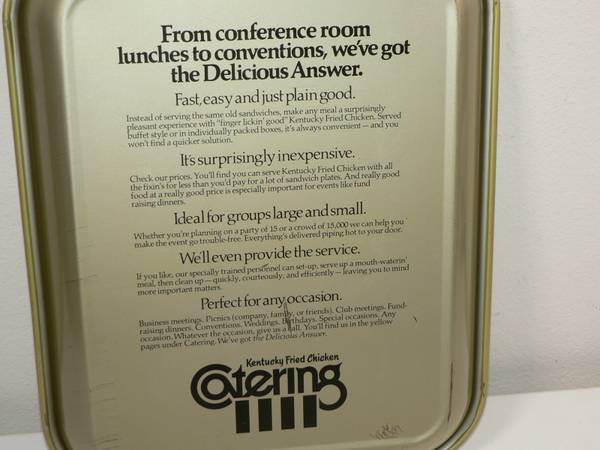 From conference room
lunches to conventions, we've got
the Delicious Answer.
Fast, easy and just plain good.
Instead of serving the same old sandwiches, make any meal a surprisingly
pleasant experience with "finger lickin' good" Kentucky Fried Chicken. Served
buffet style or in individually packed boxes, it's always convenient — and you
won't find a quicker solution.
It's surprisingly inexpensive.
Check our prices. You'll find you can serve Kentucky Fried Chicken with all
the fixin's for less than you'd pay for a lot of sandwich plates. And really good
food at a really good price is especially important for events like fund
raising dinners.
Ideal for groups large and small.
Whether you're planning on a party of 15 or a crowd of 15,000 we can help you
make the event go trouble-free. Everything's delivered piping hot to your door.
We'll even provide the service.
If you like, our specially trained personnel can set-up, serve up a mouth-waterin'
meal, then clean up — quickly, courteously, and efficiently — leaving you to mind
more important matters.
Perfect for any occasion.
Business meetings. Picnics (company, family, or friends). Club meetings. Fund-
raising dinners. Conventions. Weddings. Birthdays. Special occasions. Any
occasion. Whatever the occasion, give us a call. You'll find us in the yellow
pages under Catering. We've got the Delicious Answer.
Kentucky Fried Chicken
Catering